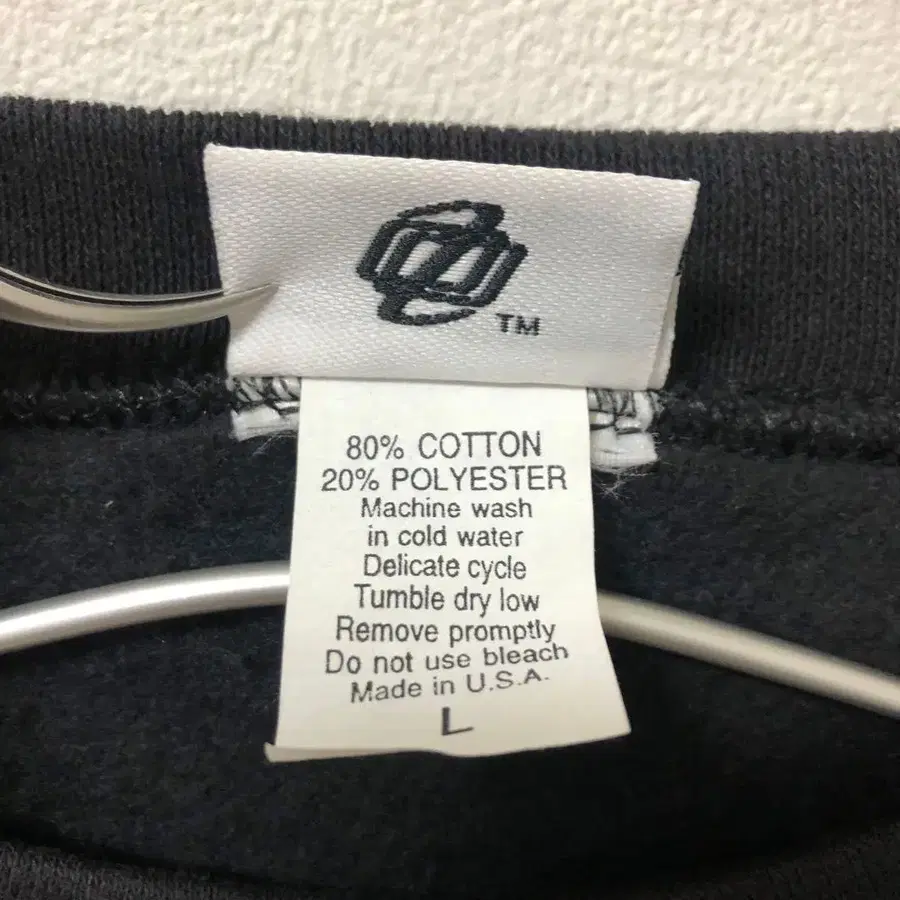 TM
80% COTTON
20% POLYESTER
Machine wash
in cold water
Delicate cycle
Tumble dry low
Remove promptly
Do not use bleach
Made in U.S.A.
L